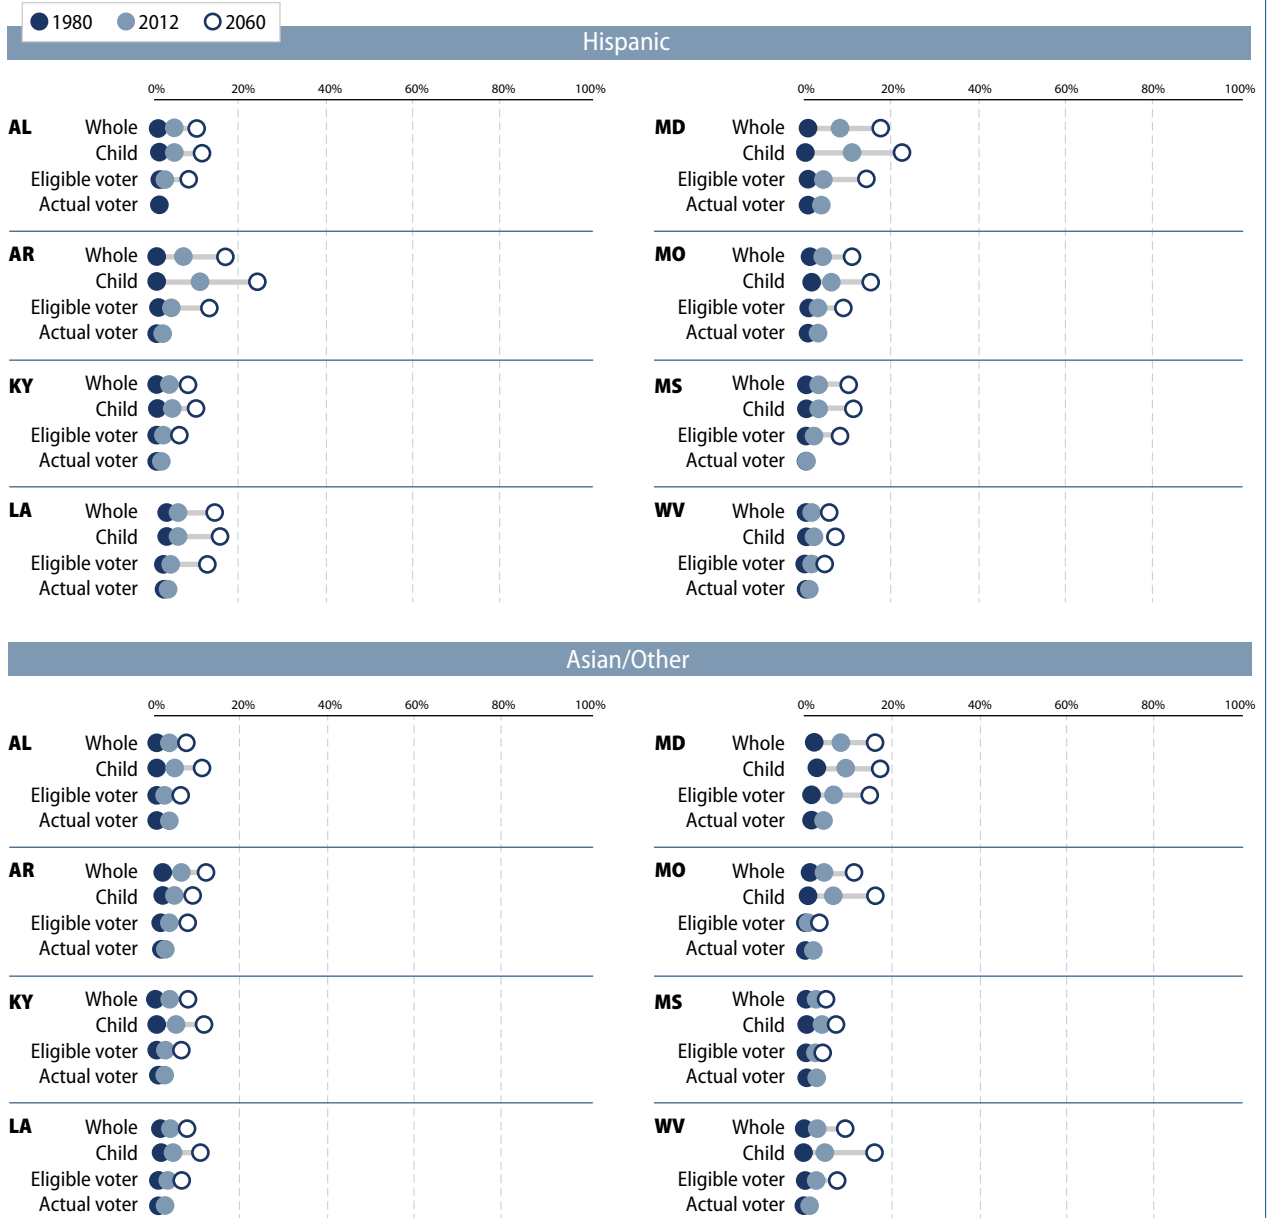 1980 2012 2060
Hispanic
0% 20% 40% 60% 80% 100% 0% 20% 40% 60% 80% 100%
AL Whole MD Whole
Child Child
Eligible voter Eligible voter
Actual voter Actual voter
AR Whole MO Whole
Child Child
Eligible voter Eligible voter
Actual voter Actual voter
KY Whole MS Whole
Child Child
Eligible voter Eligible voter
Actual voter Actual voter
LA Whole WV Whole
Child Child
Eligible voter Eligible voter
Actual voter Actual voter
Asian/Other
0% 20% 40% 60% 80% 100% 0% 20% 40% 60% 80% 100%
AL Whole MD Whole
Child Child
Eligible voter Eligible voter
Actual voter Actual voter
AR Whole MO Whole
Child Child
Eligible voter Eligible voter
Actual voter Actual voter
KY Whole MS Whole
Child Child
Eligible voter Eligible voter
Actual voter Actual voter
LA Whole WV Whole
Child Child
Eligible voter Eligible voter
Actual voter Actual voter